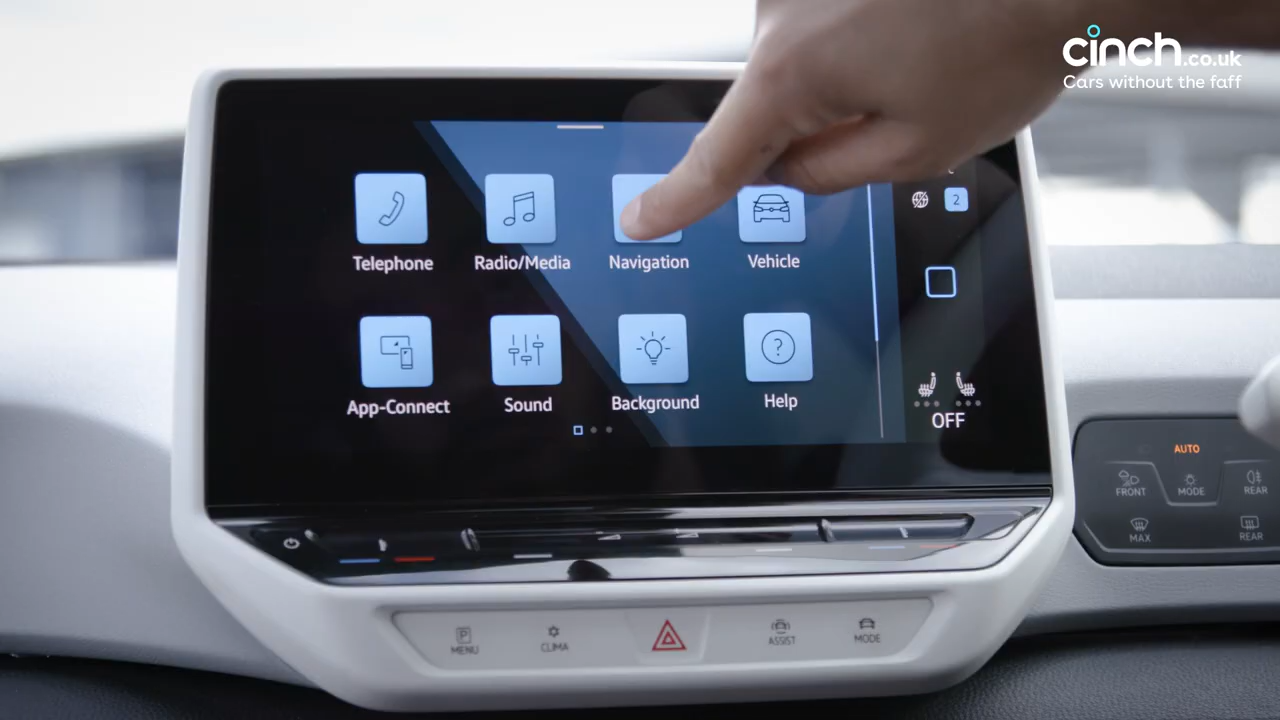 cinch.co.uk
Cars without the faff
2
Telephone
Radio/Media
Navigation
Vehicle
?
App-Connect
Sound
Background
Help
OFF
AUTO
FRONT
MODE
REAR
MAX
REAR
P
MENU
CLIMA
ASSIST
MODE